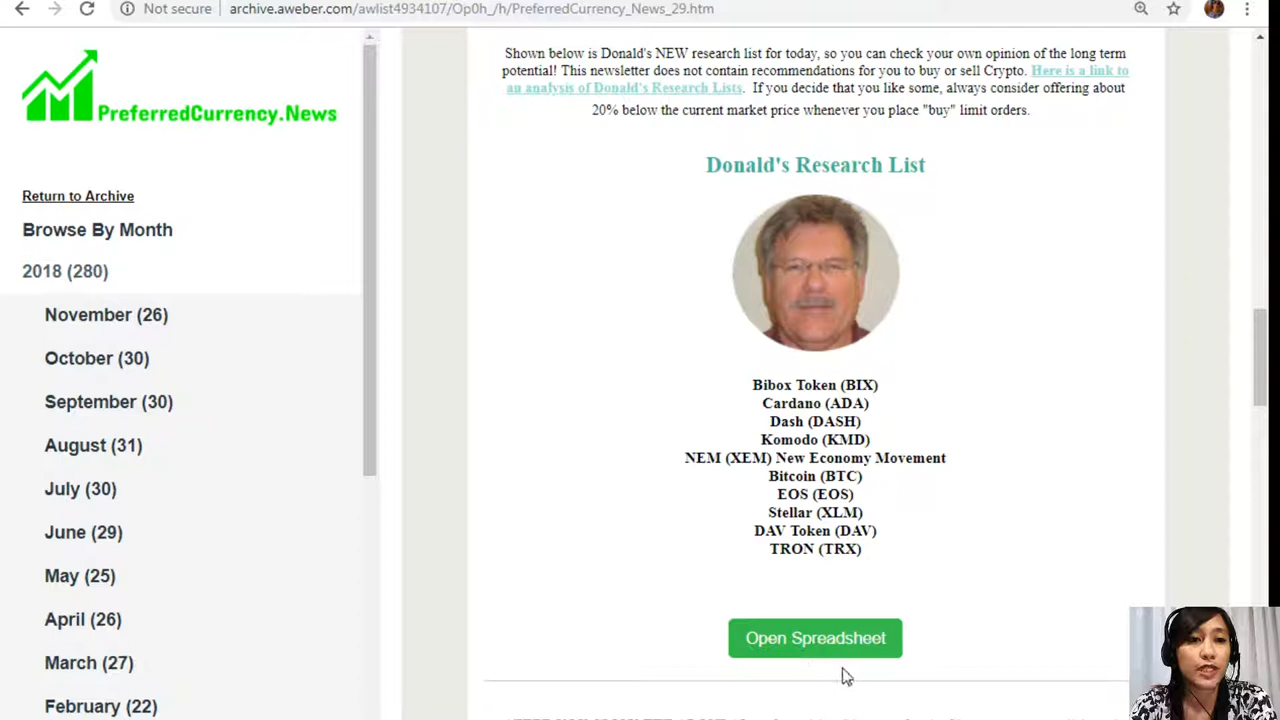 Not secure
archive.aweber.com/awlist4934107/Op0h_/h/PreferredCurrency_News_29.htm
PreferredCurrency.News
Return to Archive
Browse By Month
2018 (280)
November (26)
October (30)
September (30)
August (31)
July (30)
June (29)
May (25)
April (26)
March (27)
February (22)
Shown below is Donald's NEW research list for today, so you can check your own opinion of the long term
potential! This newsletter does not contain recommendations for you to buy or sell Crypto. Here is a link to
an analysis of Donald's Research Lists. If you decide that you like some, always consider offering about
20% below the current market price whenever you place "buy" limit orders.
Donald's Research List
Bibox Token (BIX)
Cardano (ADA)
Dash (DASH)
Komodo (KMD)
NEM (XEM) New Economy Movement
Bitcoin (BTC)
EOS (EOS)
Stellar (XLM)
DAV Token (DAV)
TRON (TRX)
Open Spreadsheet